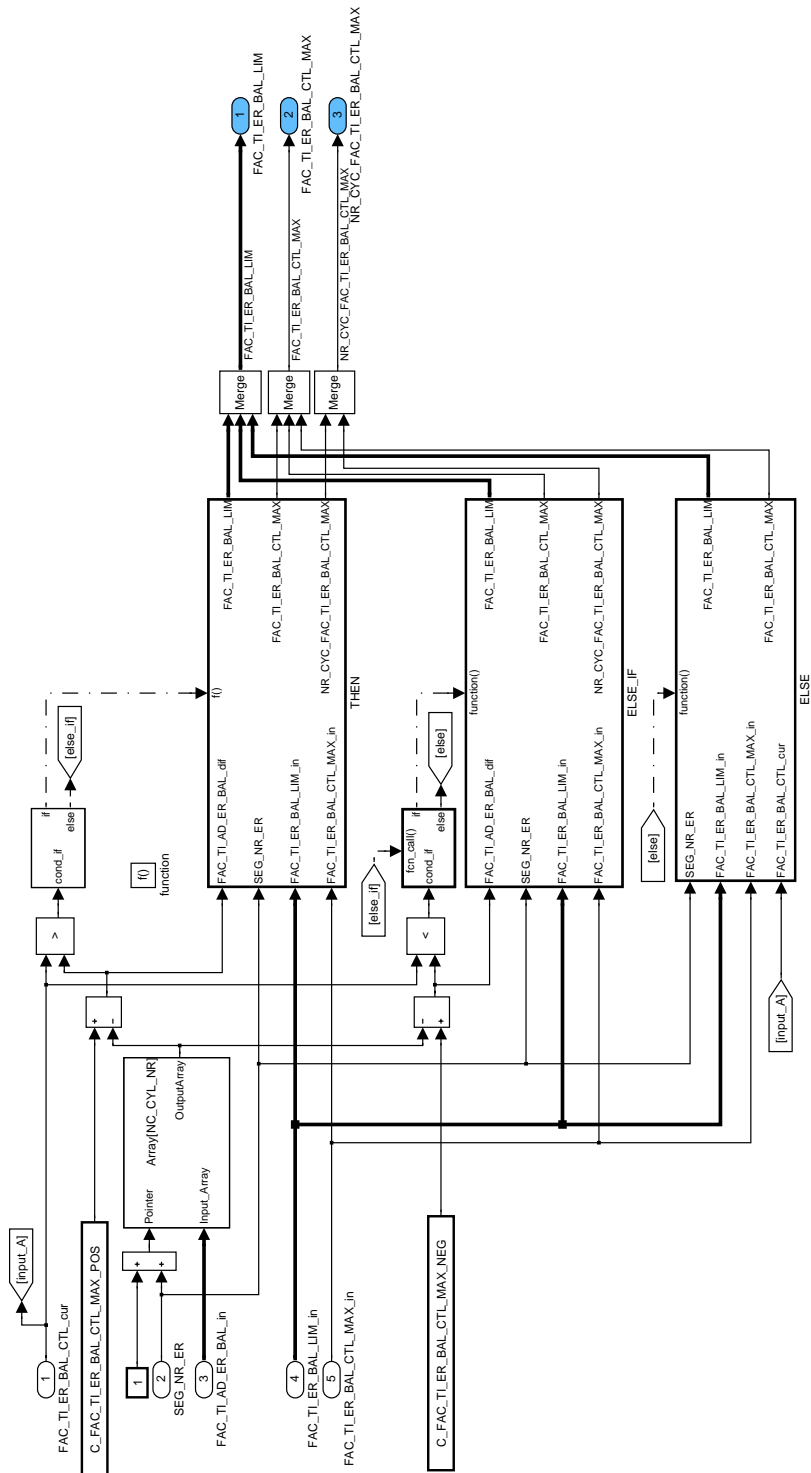 1
FAC_TI_ER_BAL_CTL_cur
[input_A]
C_FAC_TI_ER_BAL_CTL_MAX_POS
1
2
SEG_NR_ER
3
FAC_TI_AD_ER_BAL_in
4
FAC_TI_ER_BAL_LIM_in
5
FAC_TI_ER_BAL_CTL_MAX_in
C_FAC_TI_ER_BAL_CTL_MAX_NEG
+
+
Pointer
Input_Array
Array[NC_CYL_NR]
OutputArray
+
-
-
+
>
<
cond_if
if
else
[else_if]
f()
function
[else_if]
fcn_call()
cond_if
if
else
[else]
[input_A]
[else]
f()
FAC_TI_AD_ER_BAL_dif
SEG_NR_ER
FAC_TI_ER_BAL_LIM_in
FAC_TI_ER_BAL_CTL_MAX_in
FAC_TI_ER_BAL_LIM
FAC_TI_ER_BAL_CTL_MAX
NR_CYC_FAC_TI_ER_BAL_CTL_MAX
THEN
function()
FAC_TI_AD_ER_BAL_dif
SEG_NR_ER
FAC_TI_ER_BAL_LIM_in
FAC_TI_ER_BAL_CTL_MAX_in
FAC_TI_ER_BAL_LIM
FAC_TI_ER_BAL_CTL_MAX
NR_CYC_FAC_TI_ER_BAL_CTL_MAX
ELSE_IF
function()
SEG_NR_ER
FAC_TI_ER_BAL_LIM_in
FAC_TI_ER_BAL_CTL_MAX_in
FAC_TI_ER_BAL_CTL_cur
FAC_TI_ER_BAL_LIM
FAC_TI_ER_BAL_CTL_MAX
ELSE
Merge
Merge
Merge
FAC_TI_ER_BAL_LIM
FAC_TI_ER_BAL_CTL_MAX
NR_CYC_FAC_TI_ER_BAL_CTL_MAX
1
FAC_TI_ER_BAL_LIM
2
FAC_TI_ER_BAL_CTL_MAX
3
NR_CYC_FAC_TI_ER_BAL_CTL_MAX